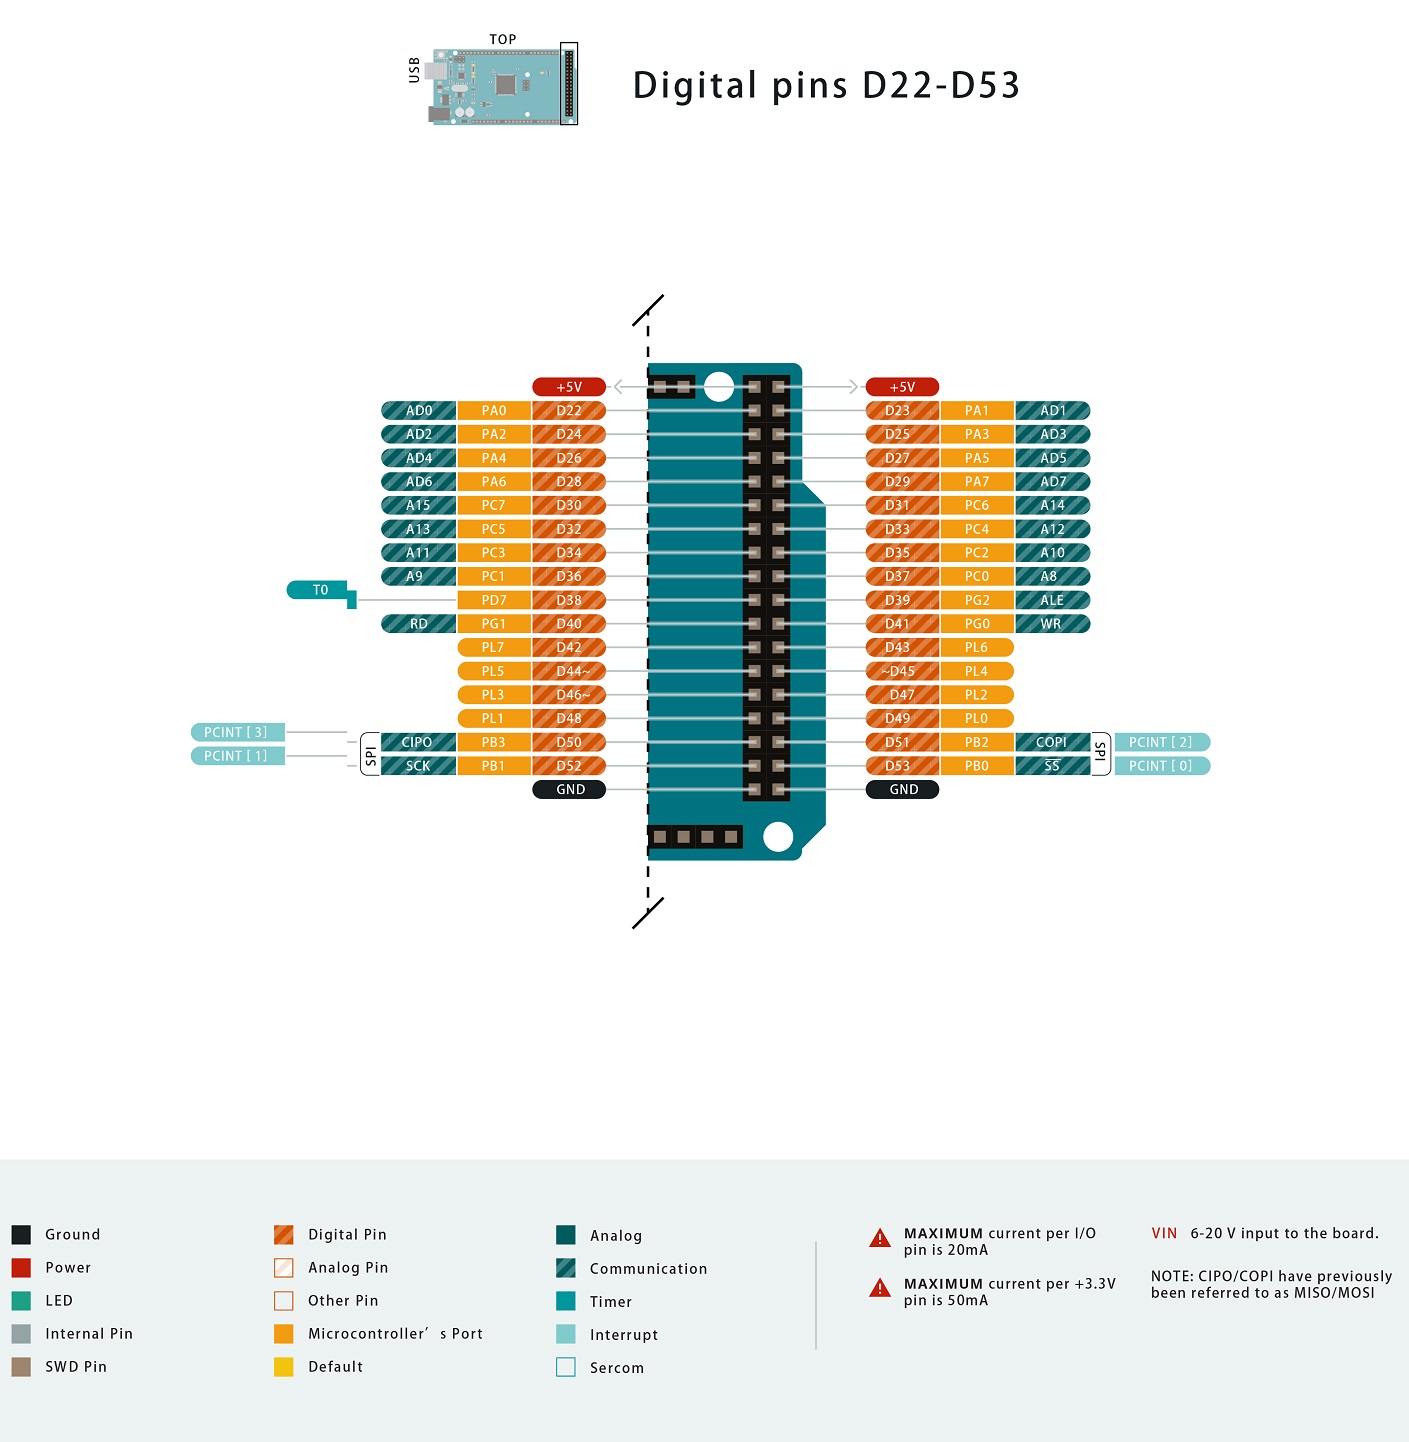 TOP
USB
Digital pins D22-D53
+5V +5V
AD0 PA0 D22 D23 PA1 AD1
AD2 PA2 D24 D25 PA3 AD3
AD4 PA4 D26 D27 PA5 AD5
AD6 PA6 D28 D29 PA7 AD7
A15 PC7 D30 D31 PC6 A14
A13 PC5 D32 D33 PC4 A12
A11 PC3 D34 D35 PC2 A10
A9 PC1 D36 D37 PC0 A8
T0 PD7 D38 D39 PG2 ALE
RD PG1 D40 D41 PG0 WR
PL7 D42 D43 PL6
PL5 D44~ ~D45 PL4
PL3 D46~ D47 PL2
PL1 D48 D49 PL0
PCINT [ 3] SPI CIPO PB3 D50 D51 PB2 COPI SPI PCINT [ 2]
PCINT [ 1] SCK PB1 D52 D53 PB0 S̅S̅ PCINT [ 0]
GND GND
Ground
Power
LED
Internal Pin
SWD Pin
Digital Pin
Analog Pin
Other Pin
Microcontroller’ s Port
Default
Analog
Communication
Timer
Interrupt
Sercom
MAXIMUM current per I/O
pin is 20mA
MAXIMUM current per +3.3V
pin is 50mA
VIN 6-20 V input to the board.
NOTE: CIPO/COPI have previously
been referred to as MISO/MOSI